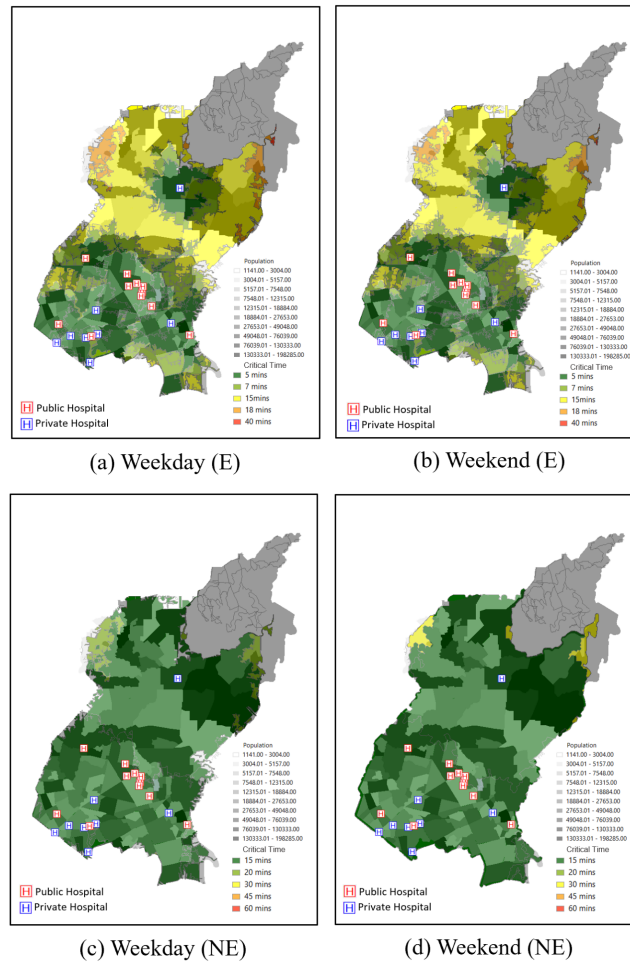 H
Population
1141.00 - 3004.00
3004.01 - 5157.00
5157.01 - 7548.00
7548.01 - 12315.00
12315.01 - 18884.00
18884.01 - 27653.00
27653.01 - 49048.00
49048.01 - 76039.00
76039.01 - 130333.00
130333.01 - 198285.00
Critical Time
5 mins
7 mins
15mins
18 mins
40 mins
H Public Hospital
H Private Hospital
(a) Weekday (E)
H
Population
1141.00 - 3004.00
3004.01 - 5157.00
5157.01 - 7548.00
7548.01 - 12315.00
12315.01 - 18884.00
18884.01 - 27653.00
27653.01 - 49048.00
49048.01 - 76039.00
76039.01 - 130333.00
130333.01 - 198285.00
Critical Time
5 mins
7 mins
15 mins
18 mins
40 mins
H Public Hospital
H Private Hospital
(b) Weekend (E)
H
Population
1141.00 - 3004.00
3004.01 - 5157.00
5157.01 - 7548.00
7548.01 - 12315.00
12315.01 - 18884.00
18884.01 - 27653.00
27653.01 - 49048.00
49048.01 - 76039.00
76039.01 - 130333.00
130333.01 - 198285.00
Critical Time
15 mins
20 mins
30 mins
45 mins
60 mins
H Public Hospital
H Private Hospital
(c) Weekday (NE)
H
Population
1141.00 - 3004.00
3004.01 - 5157.00
5157.01 - 7548.00
7548.01 - 12315.00
12315.01 - 18884.00
18884.01 - 27653.00
27653.01 - 49048.00
49048.01 - 76039.00
76039.01 - 130333.00
130333.01 - 198285.00
Critical Time
15 mins
20 mins
30 mins
45 mins
60 mins
H Public Hospital
H Private Hospital
(d) Weekend (NE)